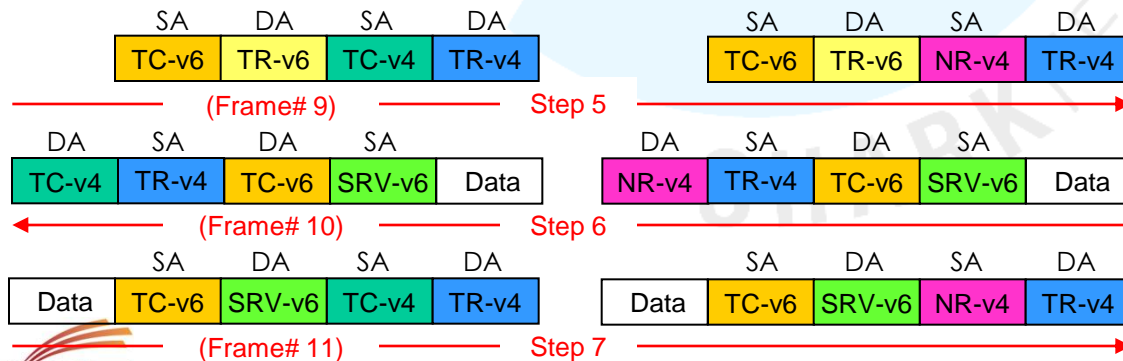 SA DA SA DA SA DA SA DA
TC-v6 TR-v6 TC-v4 TR-v4 TC-v6 TR-v6 NR-v4 TR-v4
(Frame# 9) Step 5
DA SA DA SA DA SA DA SA
TC-v4 TR-v4 TC-v6 SRV-v6 Data NR-v4 TR-v4 TC-v6 SRV-v6 Data
(Frame# 10) Step 6
SA DA SA DA SA DA SA DA
Data TC-v6 SRV-v6 TC-v4 TR-v4 Data TC-v6 SRV-v6 NR-v4 TR-v4
(Frame# 11) Step 7